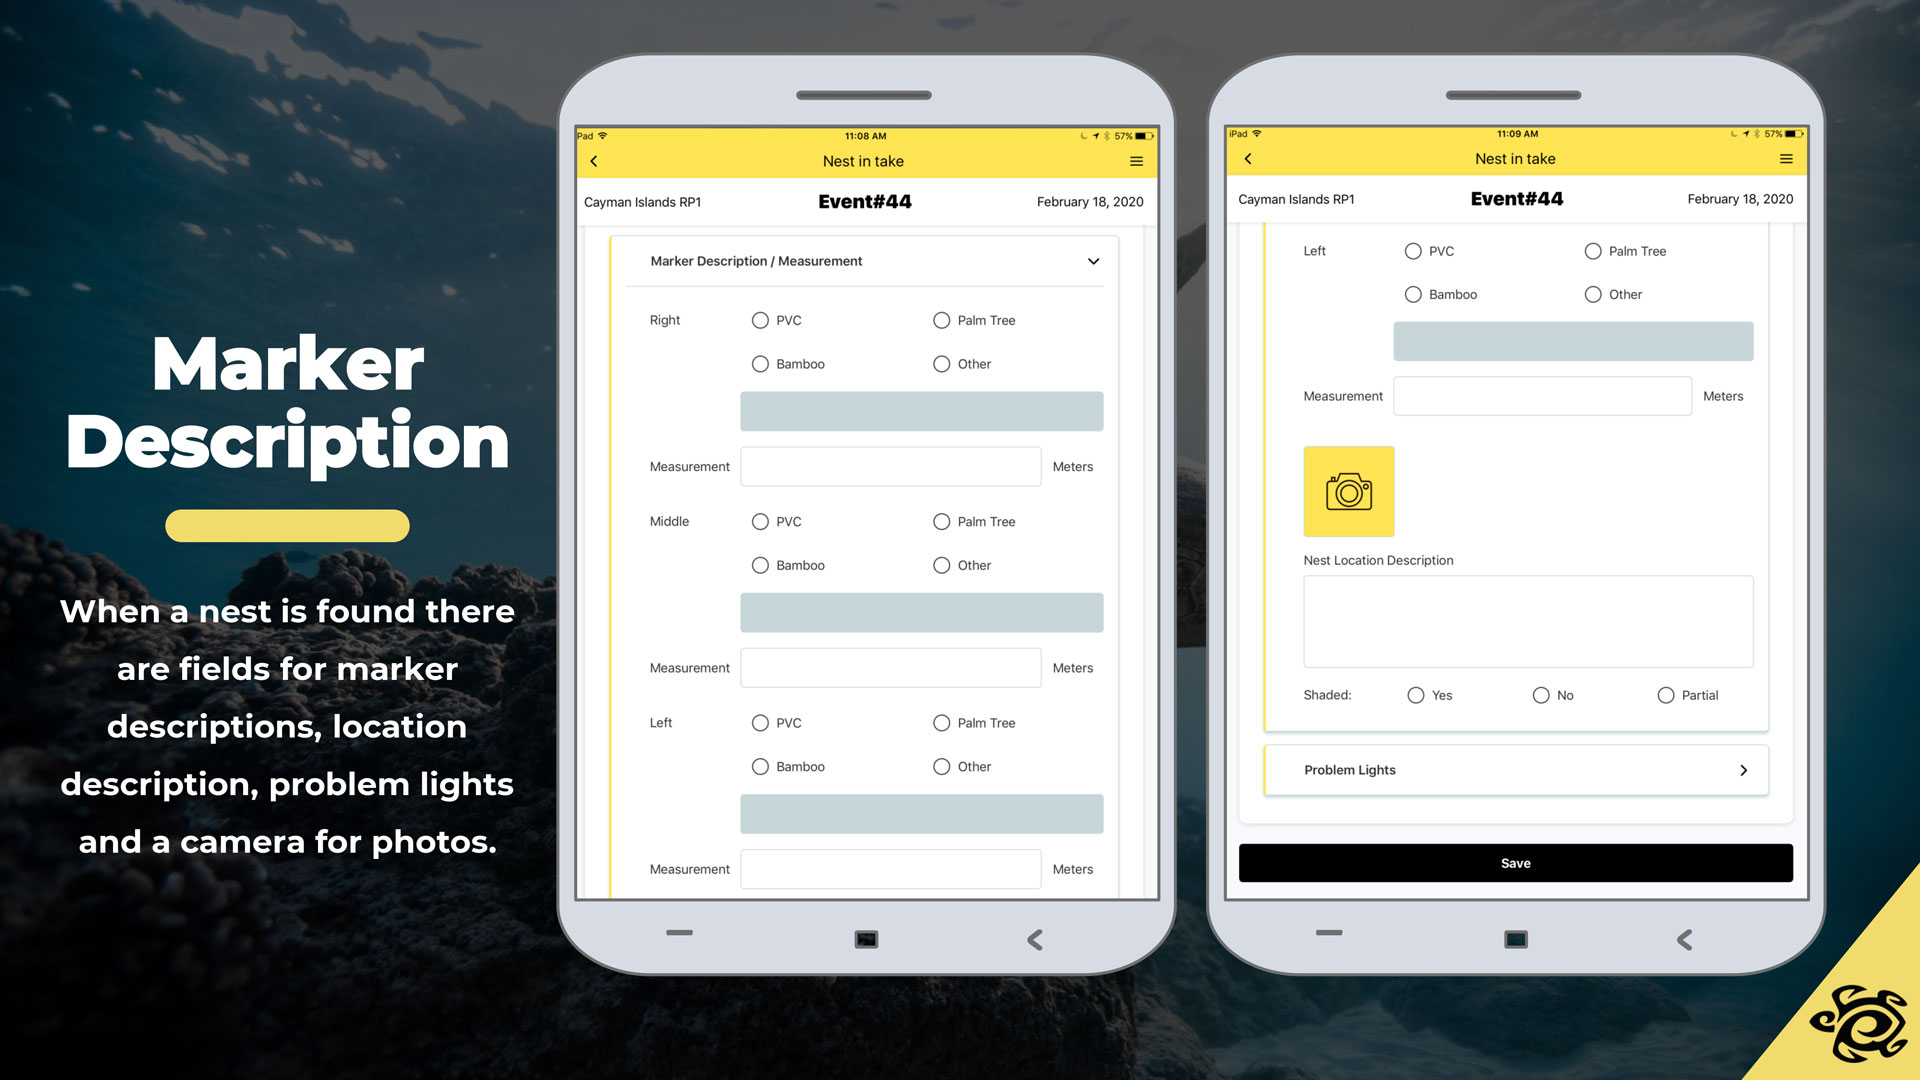 Marker
Description
When a nest is found there
are fields for marker
descriptions, location
description, problem lights
and a camera for photos.
Pad 11:08 AM 57%
Nest in take
Cayman Islands RP1 Event#44 February 18, 2020
Marker Description / Measurement
Right PVC Palm Tree
Bamboo Other
Measurement Meters
Middle PVC Palm Tree
Bamboo Other
Measurement Meters
Left PVC Palm Tree
Bamboo Other
Measurement Meters
iPad 11:09 AM 57%
Nest in take
Cayman Islands RP1 Event#44 February 18, 2020
Left PVC Palm Tree
Bamboo Other
Measurement Meters
Nest Location Description
Shaded: Yes No Partial
Problem Lights
Save